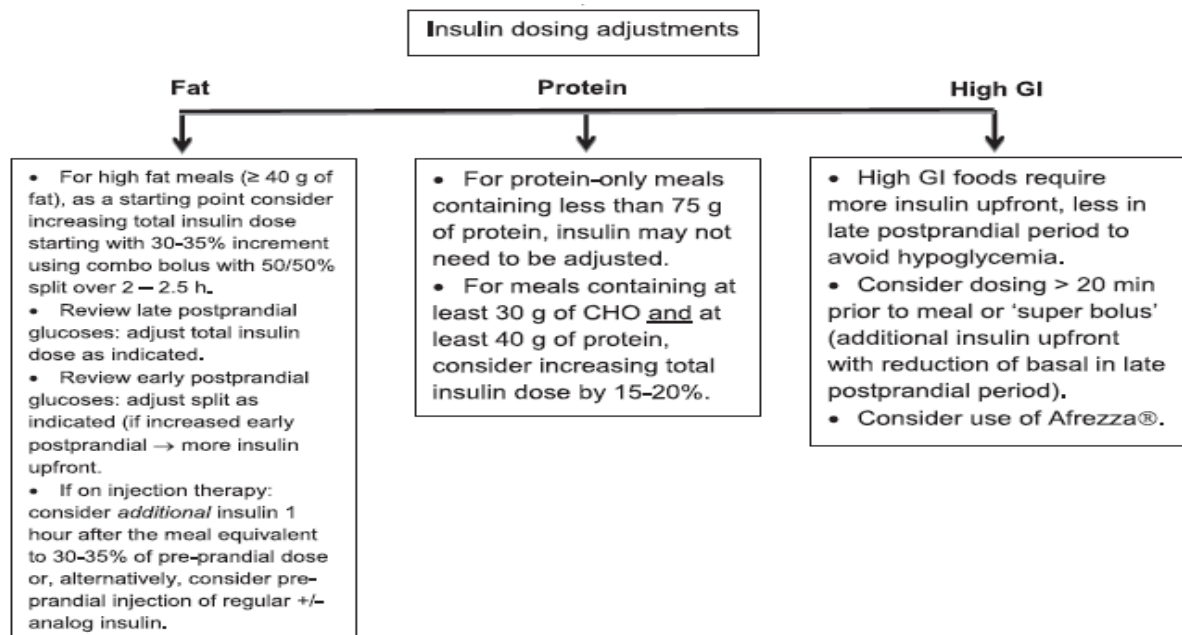 Insulin dosing adjustments
Fat
Protein
High GI
• For high fat meals (≥ 40 g of
fat), as a starting point consider
increasing total insulin dose
starting with 30-35% increment
using combo bolus with 50/50%
split over 2 – 2.5 h.
• Review late postprandial
glucoses: adjust total insulin
dose as indicated.
• Review early postprandial
glucoses: adjust split as
indicated (if increased early
postprandial → more insulin
upfront.
• If on injection therapy:
consider additional insulin 1
hour after the meal equivalent
to 30-35% of pre-prandial dose
or, alternatively, consider pre-
prandial injection of regular +/–
analog insulin.
• For protein-only meals
containing less than 75 g
of protein, insulin may not
need to be adjusted.
• For meals containing at
least 30 g of CHO and at
least 40 g of protein,
consider increasing total
insulin dose by 15-20%.
• High GI foods require
more insulin upfront, less in
late postprandial period to
avoid hypoglycemia.
• Consider dosing > 20 min
prior to meal or ‘super bolus’
(additional insulin upfront
with reduction of basal in late
postprandial period).
• Consider use of Afrezza®.